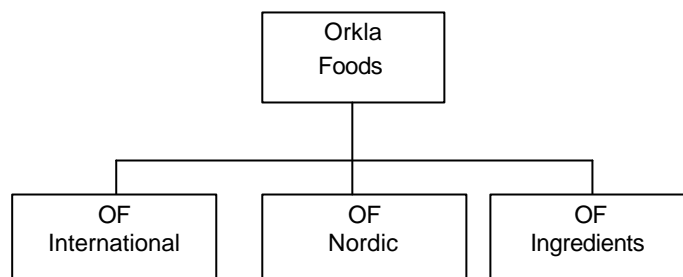 Orkla
Foods
OF
International
OF
Nordic
OF
Ingredients